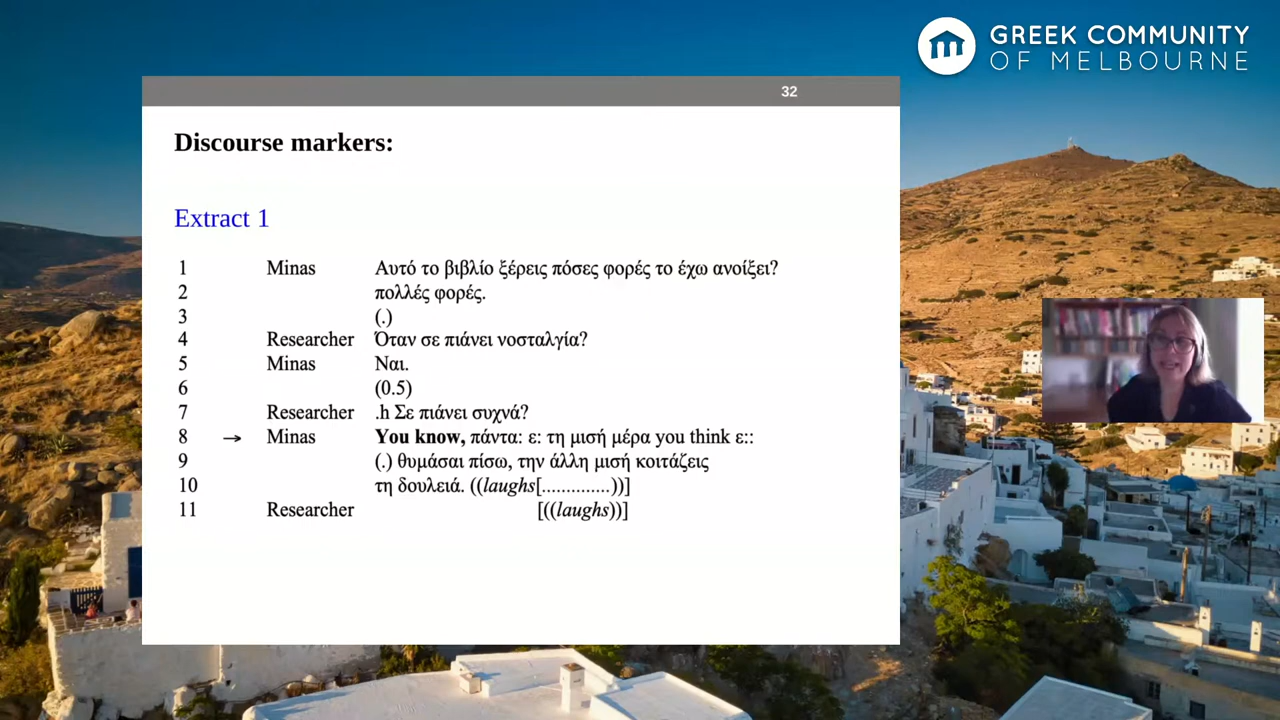 GREEK COMMUNITY
OF MELBOURNE
32
Discourse markers:
Extract 1
1 Minas Αυτό το βιβλίο ξέρεις πόσες φορές το έχω ανοίξει?
2 πολλές φορές.
3 (.)
4 Researcher Όταν σε πιάνει νοσταλγία?
5 Minas Ναι.
6 (0.5)
7 Researcher .h Σε πιάνει συχνά?
8 → Minas You know, πάντα: ε: τη μισή μέρα you think ε::
9 (.) θυμάσαι πίσω, την άλλη μισή κοιτάζεις
10 τη δουλειά. ((laughs[..............))]
11 Researcher [((laughs))]